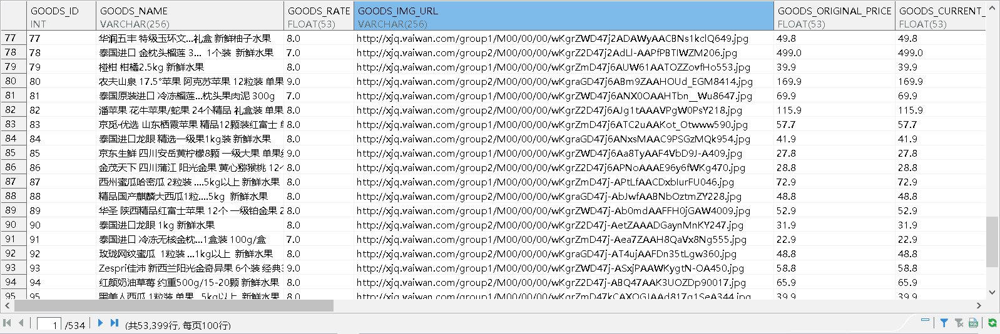 GOODS_ID GOODS_NAME GOODS_RATE GOODS_IMG_URL GOODS_ORIGINAL_PRICE GOODS_CURRENT_
INT VARCHAR(256) FLOAT(53) VARCHAR(256) FLOAT(53) FLOAT(53)
77 77 华润五丰 特级玉环文...礼盒 新鲜柚子水果 8.0 http://xjq.vaiwan.com/group1/M00/00/00/wKgrZWD47j2ADAWyAACBNs1kclQ649.jpg 49.8 49.8
78 78 泰国进口 金枕头榴莲 3... 1个装 新鲜水果 7.0 http://xjq.vaiwan.com/group2/M00/00/00/wKgrZ2D47j2AdLl-AAPfPBTIWZM206.jpg 499.0 499.0
79 79 椪柑 柑橘2.5kg 新鲜水果 8.0 http://xjq.vaiwan.com/group1/M00/00/00/wKgrZmD47j6AUW61AATOZZovfHo553.jpg 39.9 39.9
80 80 农夫山泉 17.5°苹果 阿克苏苹果 12粒装 单果 9.0 http://xjq.vaiwan.com/group2/M00/00/00/wKgraGD47j6ABm9ZAAHOUd_EGM8414.jpg 169.9 169.9
81 81 泰国原装进口 冷冻榴莲...枕头果肉泥 300g 7.0 http://xjq.vaiwan.com/group1/M00/00/00/wKgrZWD47j6ANX0OAAHTbn__Wu8647.jpg 69.9 69.9
82 82 潘苹果 花牛苹果/蛇果 24个精品 礼盒装 单果 8.0 http://xjq.vaiwan.com/group2/M00/00/00/wKgrZ2D47j6AJg1tAAAVPgW0PsY218.jpg 115.9 115.9
83 83 京觅·优选 山东栖霞苹果 精品12颗装红富士 单 8.0 http://xjq.vaiwan.com/group1/M00/00/00/wKgrZmD47j6ATC2uAAKot_Otwww590.jpg 57.7 57.7
84 84 泰国进口龙眼 精选一级果1kg装 新鲜水果 8.0 http://xjq.vaiwan.com/group2/M00/00/00/wKgraGD47j6ANxsMAAC9PSGzMQk954.jpg 41.9 41.9
85 85 京东生鲜 四川安岳黄柠檬8颗 一级大果 单果约 9.0 http://xjq.vaiwan.com/group1/M00/00/00/wKgrZWD47j6Aa8TyAAF4VbD9J-A409.jpg 27.8 27.8
86 86 金茂天下 四川蒲江 阳光金果 黄心猕猴桃 12个 8.0 http://xjq.vaiwan.com/group2/M00/00/00/wKgrZ2D47j6APNoAAAE96y6fWKg470.jpg 28.8 28.8
87 87 西州蜜瓜哈密瓜 2粒装 ....5kg以上 新鲜水果 8.0 http://xjq.vaiwan.com/group1/M00/00/00/wKgrZmD47j-APtLfAACDxbIurFU046.jpg 72.9 72.9
88 88 精品国产麒麟大西瓜1粒....5kg 新鲜水果 8.0 http://xjq.vaiwan.com/group2/M00/00/00/wKgraGD47j-AbJwfAABNbOztmZY228.jpg 48.8 48.8
89 89 华圣 陕西精品红富士苹果 12个 一级铂金果 2 8.0 http://xjq.vaiwan.com/group1/M00/00/00/wKgrZWD47j-Ab0mdAAFFH0jGAW4009.jpg 52.9 52.9
90 90 泰国进口龙眼 1kg 新鲜水果 8.0 http://xjq.vaiwan.com/group2/M00/00/00/wKgrZ2D47j-AetZAAADGaynMnKY247.jpg 31.9 31.9
91 91 泰国进口 冷冻无核金枕...1盒装 100g/盒 7.0 http://xjq.vaiwan.com/group1/M00/00/00/wKgrZmD47j-Aea7ZAAH8QaVx8Ng555.jpg 22.9 22.9
92 92 玫珑网纹蜜瓜 1粒装 ...1kg以上 新鲜水果 8.0 http://xjq.vaiwan.com/group2/M00/00/00/wKgraGD47j-AT4ujAAFDn35tLgw360.jpg 48.8 48.8
93 93 Zespri佳沛 新西兰阳光金奇异果 6个装 经典3 9.0 http://xjq.vaiwan.com/group1/M00/00/00/wKgrZWD47j-ASxjPAAWKygtN-OA450.jpg 58.8 58.8
94 94 红颜奶油草莓 约重500g/15-20颗 新鲜水果 8.0 http://xjq.vaiwan.com/group2/M00/00/00/wKgrZ2D47j-ABQ47AAK3UOZDp90017.jpg 65.9 65.9
95 95 黑美人西瓜 1粒装 单果...5kg以上 新鲜水果 8.0 http://xjq.vaiwan.com/group1/M00/00/00/wKgrZmD47kCAXOGIAAd817q1SeA344.jpg 39.9 39.9
1 /534 (共53,399行, 每页100行)
SQL